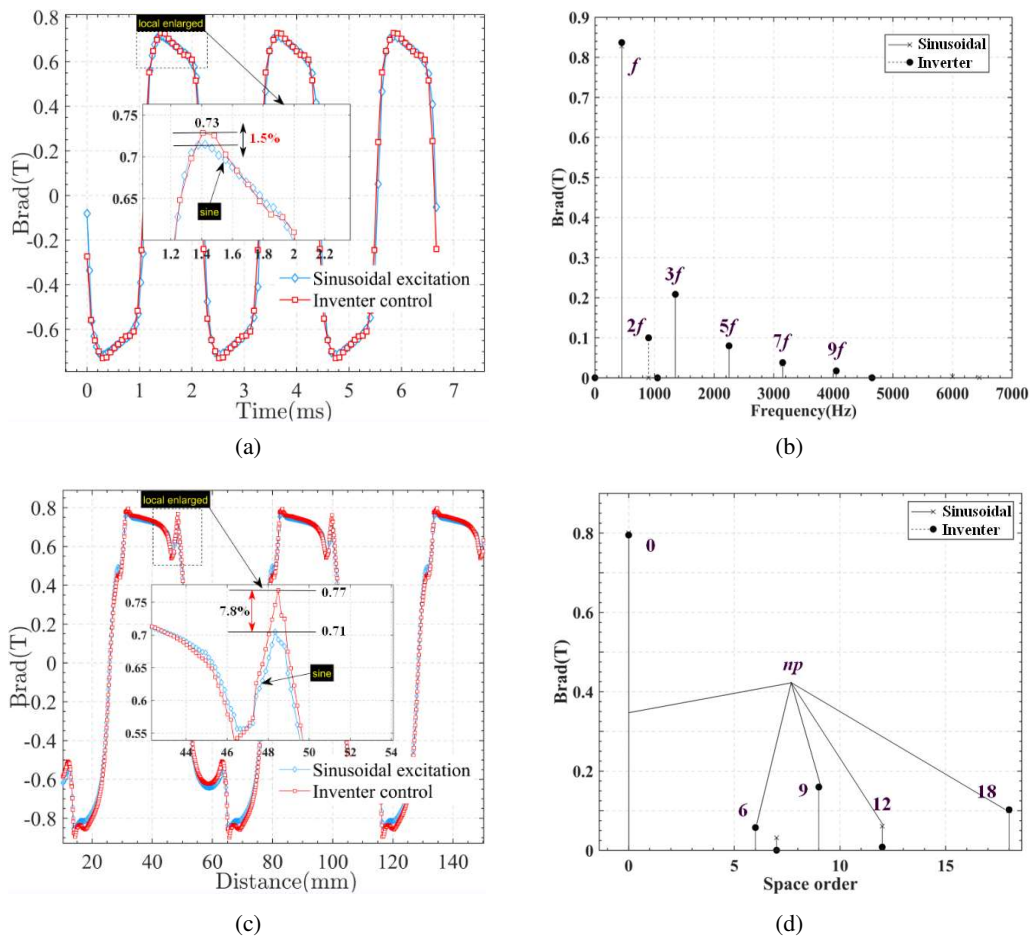 0.8
0.6
0.4
0.2
0
-0.2
-0.4
-0.6
Brad(T)
local enlarged
0.75
0.7
0.65
0.73
1.5%
sine
1.2 1.4 1.6 1.8 2 2.2
Sinusoidal excitation
Inventer control
0 1 2 3 4 5 6 7
Time(ms)
(a)
0.9
0.8
0.7
0.6
0.5
0.4
0.3
0.2
0.1
0
Brad(T)
Sinusoidal
Inverter
f
2f
3f
5f
7f
9f
0 1000 2000 3000 4000 5000 6000 7000
Frequency(Hz)
(b)
0.8
0.6
0.4
0.2
0
-0.2
-0.4
-0.6
-0.8
Brad(T)
local enlarged
0.75
0.7
0.65
0.6
0.55
0.77
7.8%
0.71
sine
44 46 48 50 52 54
Sinusoidal excitation
Inventer control
20 40 60 80 100 120 140
Distance(mm)
(c)
0.8
0.6
0.4
0.2
0
Brad(T)
Sinusoidal
Inventer
0
np
6
9
12
18
0 5 10 15
Space order
(d)